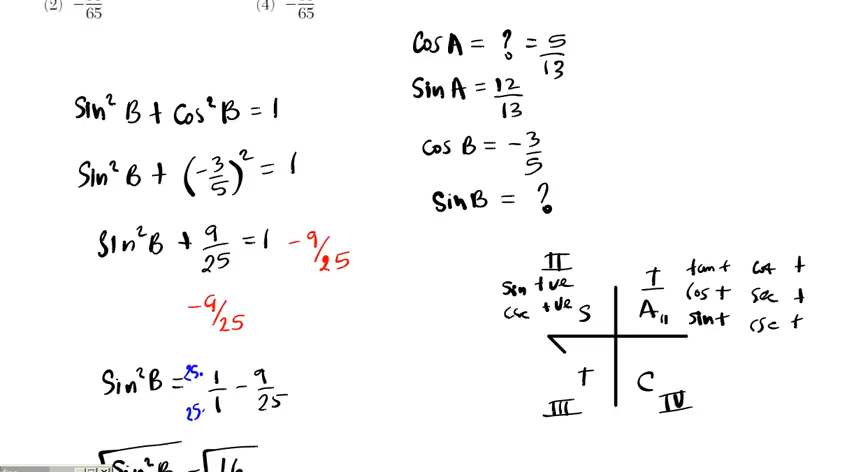 (2) −/65
(4) −/65
Sin² B + Cos² B = 1
Sin² B + (−3/5)² = 1
Sin² B + 9/25 = 1 −9/25
−9/25
Sin² B = 25· 1/25· 1 − 9/25
√Sin² B = √16
Cos A = ? = 5/13
Sin A = 12/13
Cos B = −3/5
Sin B = ?
II
sin +ve
csc +ve S
I
A
tan + cot +
cos + sec +
sin + csc +
T
III
C
IV